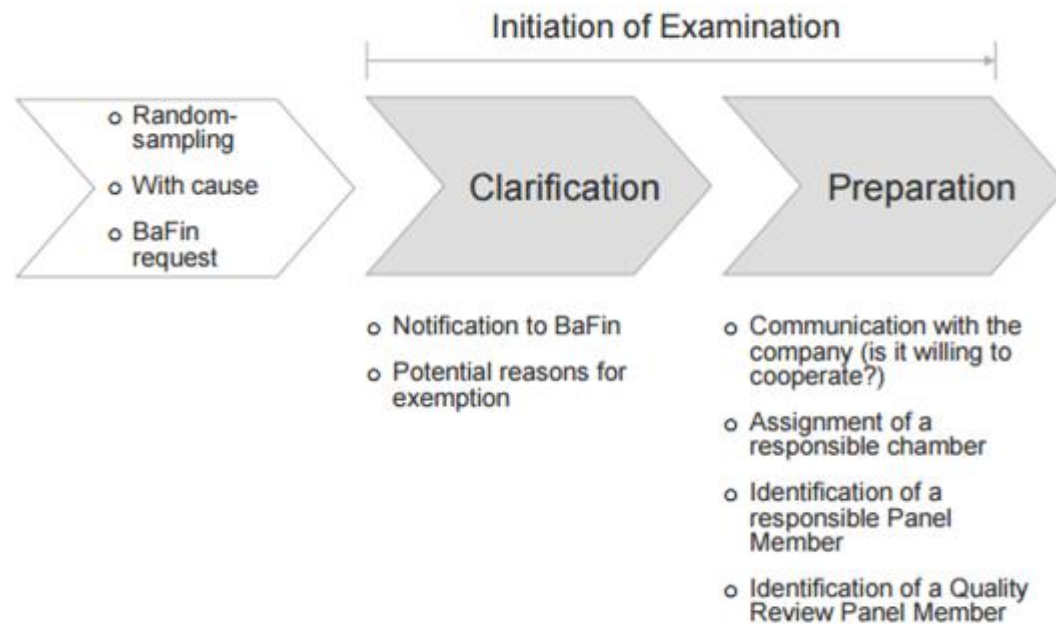 Initiation of Examination
o Random-
sampling
o With cause
o BaFin
request
Clarification
Preparation
o Notification to BaFin
o Potential reasons for
exemption
o Communication with the
company (is it willing to
cooperate?)
o Assignment of a
responsible chamber
o Identification of a
responsible Panel
Member
o Identification of a Quality
Review Panel Member